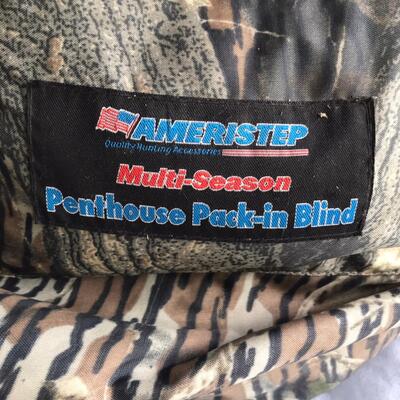 AMERISTEP
Quality Hunting Accessories
Multi-Season
Penthouse Pack-in Blind